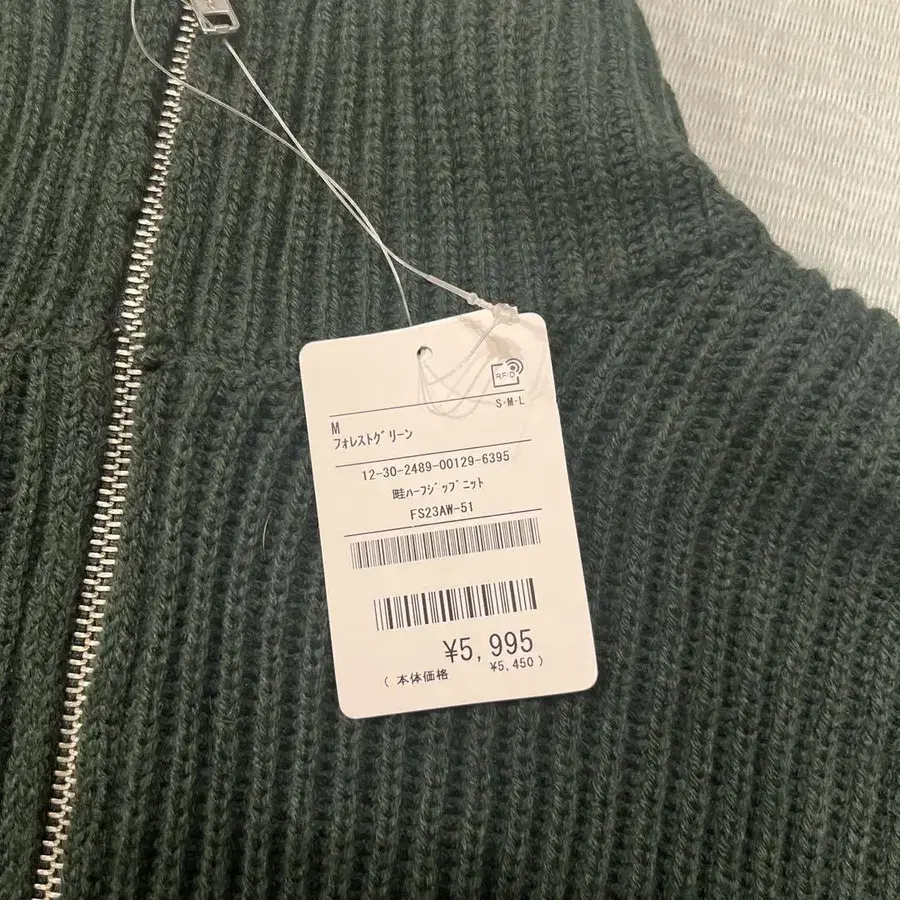 RFID
S・M・L
M
フォレストグリーン
12-30-2489-00129-6395
畦ハーフジップニット
FS23AW-51
¥5,995
(本体価格 ¥5,450)